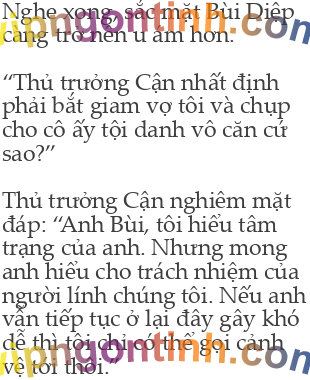 Nghe xong, sắc mặt Bùi Diệp
càng trở nên u ám hơn.
“Thủ trưởng Cận nhất định
phải bắt giam vợ tôi và chụp
cho cô ấy tội danh vô căn cứ
sao?”
Thủ trưởng Cận nghiêm mặt
đáp: “Anh Bùi, tôi hiểu tâm
trạng của anh. Nhưng mong
anh hiểu cho trách nhiệm của
người lính chúng tôi. Nếu anh
vẫn tiếp tục ở lại đây gây khó
dễ thì tôi chỉ có thể gọi cảnh
vệ tới thôi.”
vipngontinh.com
vipngontinh.com